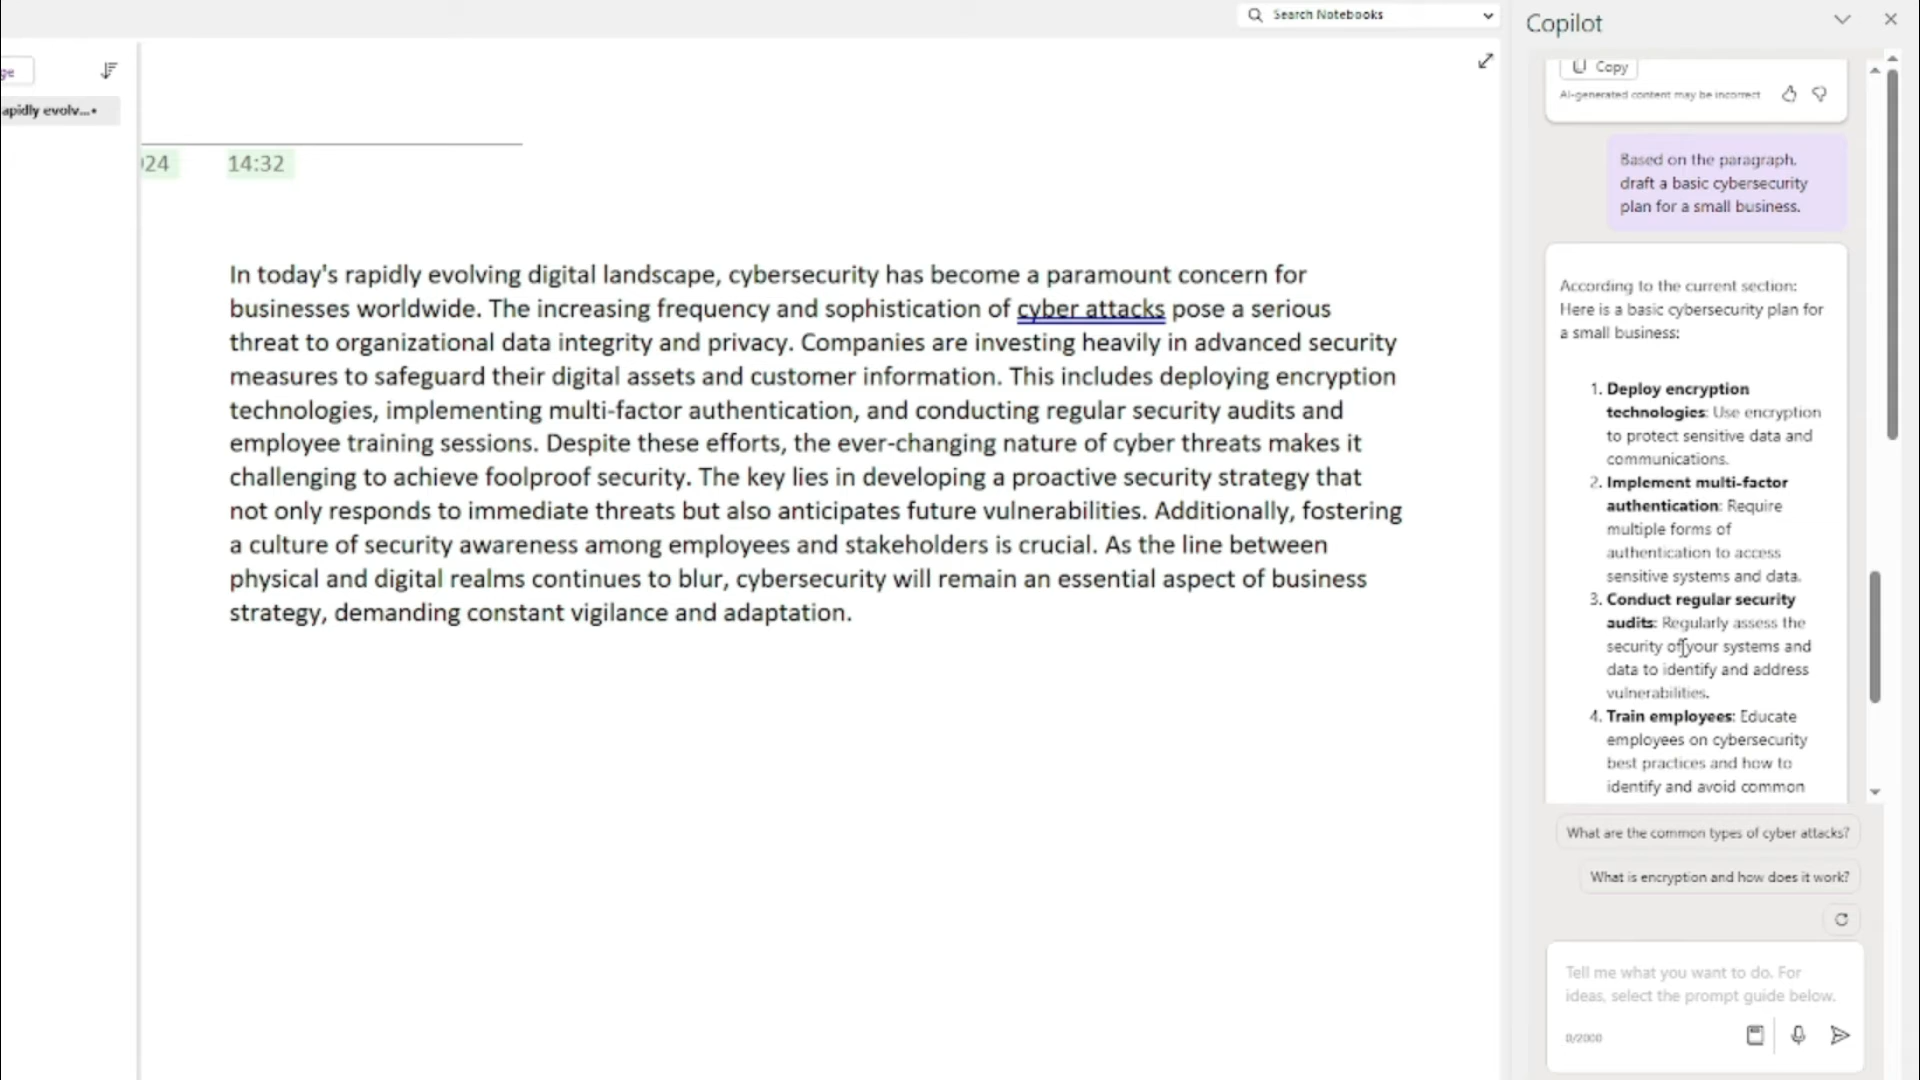 Search Notebooks
Copilot
ge
apidly evolv...•
24
14:32
In today's rapidly evolving digital landscape, cybersecurity has become a paramount concern for
businesses worldwide. The increasing frequency and sophistication of cyber attacks pose a serious
threat to organizational data integrity and privacy. Companies are investing heavily in advanced security
measures to safeguard their digital assets and customer information. This includes deploying encryption
technologies, implementing multi-factor authentication, and conducting regular security audits and
employee training sessions. Despite these efforts, the ever-changing nature of cyber threats makes it
challenging to achieve foolproof security. The key lies in developing a proactive security strategy that
not only responds to immediate threats but also anticipates future vulnerabilities. Additionally, fostering
a culture of security awareness among employees and stakeholders is crucial. As the line between
physical and digital realms continues to blur, cybersecurity will remain an essential aspect of business
strategy, demanding constant vigilance and adaptation.
Copy
AI-generated content may be incorrect
Based on the paragraph,
draft a basic cybersecurity
plan for a small business.
According to the current section:
Here is a basic cybersecurity plan for
a small business:
1. Deploy encryption
technologies: Use encryption
to protect sensitive data and
communications.
2. Implement multi-factor
authentication: Require
multiple forms of
authentication to access
sensitive systems and data.
3. Conduct regular security
audits: Regularly assess the
security of your systems and
data to identify and address
vulnerabilities.
4. Train employees: Educate
employees on cybersecurity
best practices and how to
identify and avoid common
What are the common types of cyber attacks?
What is encryption and how does it work?
Tell me what you want to do. For
ideas, select the prompt guide below.
0/2000